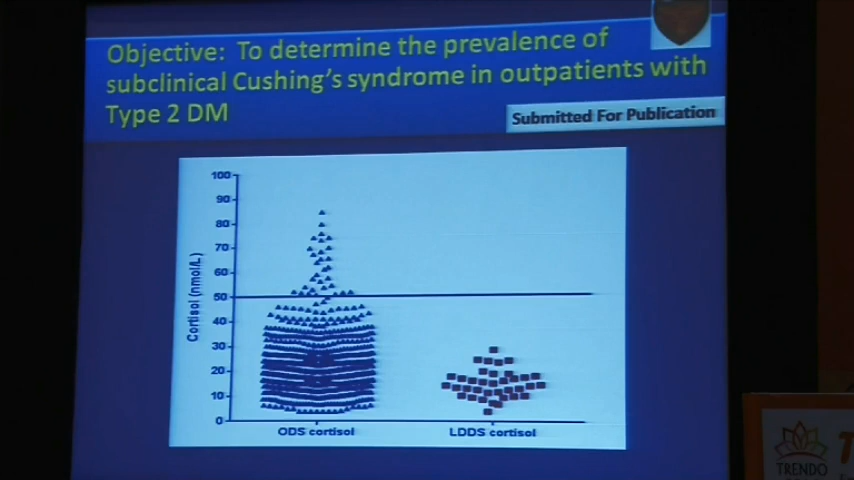 Objective: To determine the prevalence of
subclinical Cushing's syndrome in outpatients with
Type 2 DM
Submitted For Publication
100
90
80
70
60
50
40
30
20
10
0
Cortisol (nmol/L)
ODS cortisol
LDDS cortisol
TRENDO
T